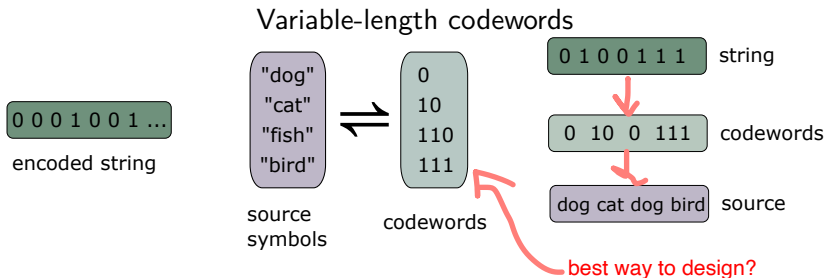 Variable-length codewords
0 0 0 1 0 0 1 ...
encoded string
"dog"
"cat"
"fish"
"bird"
source
symbols
0
10
110
111
codewords
0 1 0 0 1 1 1
string
0 10 0 111
codewords
dog cat dog bird
source
best way to design?